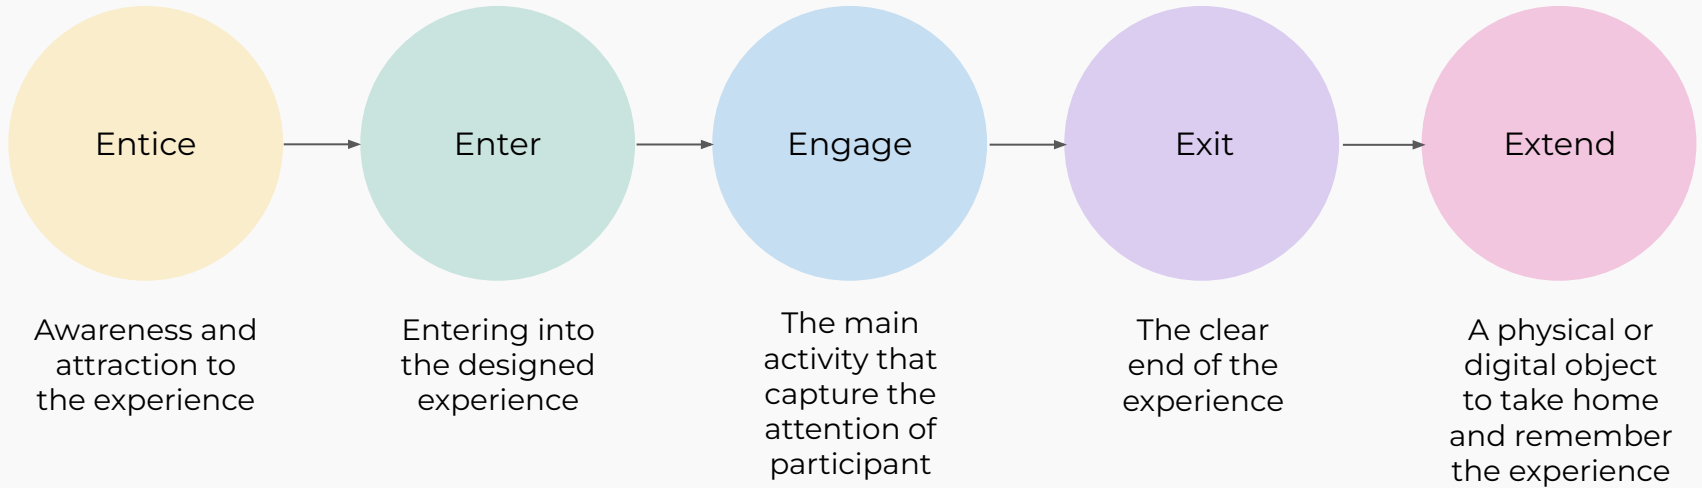 Entice
Enter
Engage
Exit
Extend
Awareness and
attraction to
the experience
Entering into
the designed
experience
The main
activity that
capture the
attention of
participant
The clear
end of the
experience
A physical or
digital object
to take home
and remember
the experience